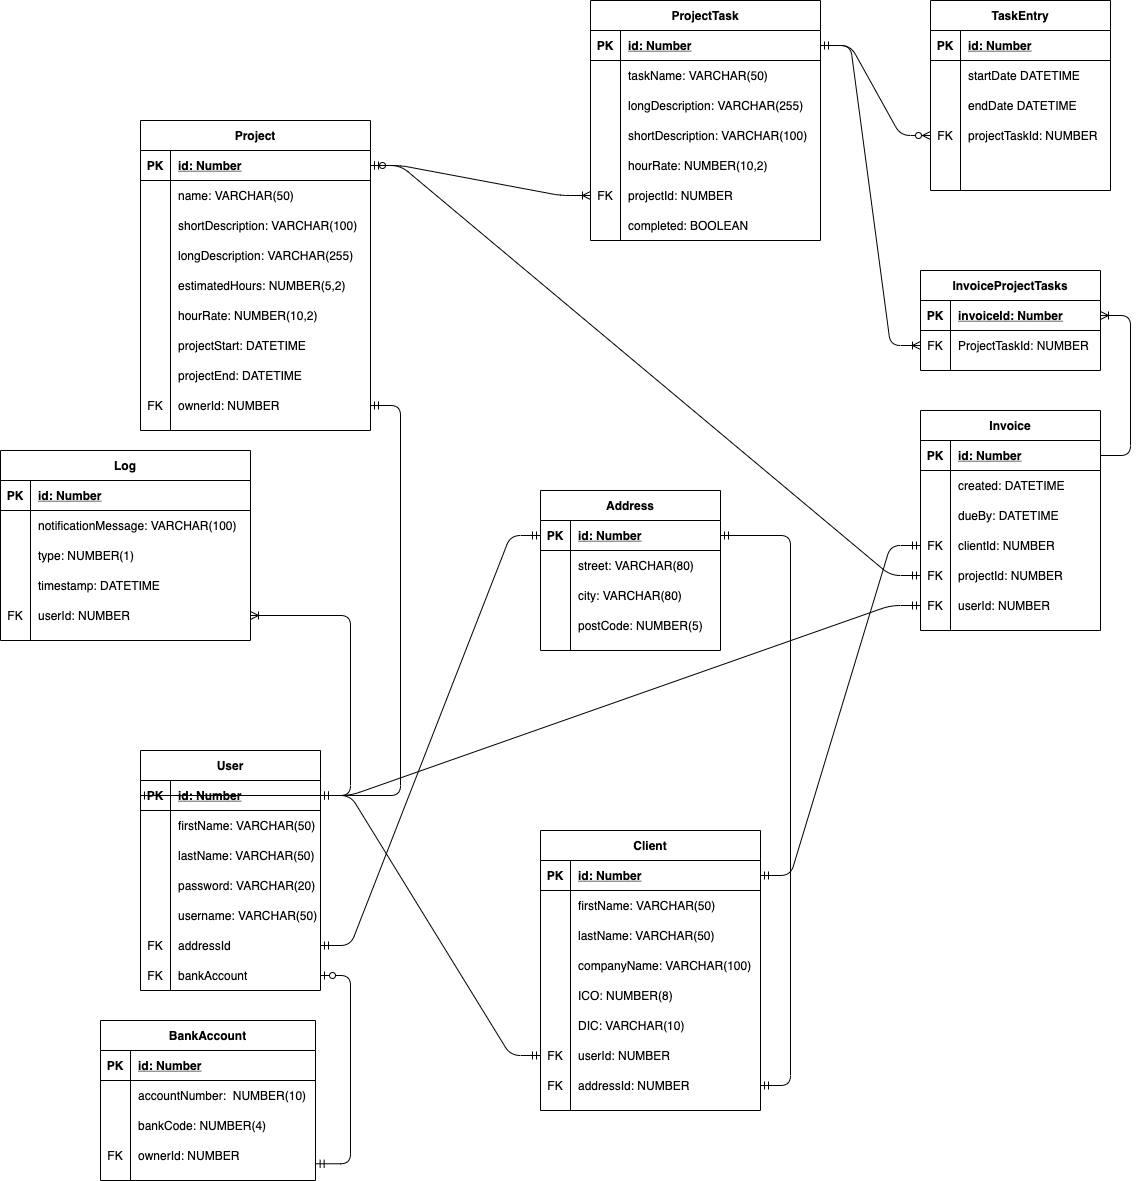 ProjectTask
PK id: Number
taskName: VARCHAR(50)
longDescription: VARCHAR(255)
shortDescription: VARCHAR(100)
hourRate: NUMBER(10,2)
FK projectId: NUMBER
completed: BOOLEAN
TaskEntry
PK id: Number
startDate DATETIME
endDate DATETIME
FK projectTaskId: NUMBER
Project
PK id: Number
name: VARCHAR(50)
shortDescription: VARCHAR(100)
longDescription: VARCHAR(255)
estimatedHours: NUMBER(5,2)
hourRate: NUMBER(10,2)
projectStart: DATETIME
projectEnd: DATETIME
FK ownerId: NUMBER
InvoiceProjectTasks
PK invoiceId: Number
FK ProjectTaskId: NUMBER
Invoice
PK id: Number
created: DATETIME
dueBy: DATETIME
FK clientId: NUMBER
FK projectId: NUMBER
FK userId: NUMBER
Log
PK id: Number
notificationMessage: VARCHAR(100)
type: NUMBER(1)
timestamp: DATETIME
FK userId: NUMBER
Address
PK id: Number
street: VARCHAR(80)
city: VARCHAR(80)
postCode: NUMBER(5)
User
PK id: Number
firstName: VARCHAR(50)
lastName: VARCHAR(50)
password: VARCHAR(20)
username: VARCHAR(50)
FK addressId
FK bankAccount
Client
PK id: Number
firstName: VARCHAR(50)
lastName: VARCHAR(50)
companyName: VARCHAR(100)
ICO: NUMBER(8)
DIC: VARCHAR(10)
FK userId: NUMBER
FK addressId: NUMBER
BankAccount
PK id: Number
accountNumber: NUMBER(10)
bankCode: NUMBER(4)
FK ownerId: NUMBER